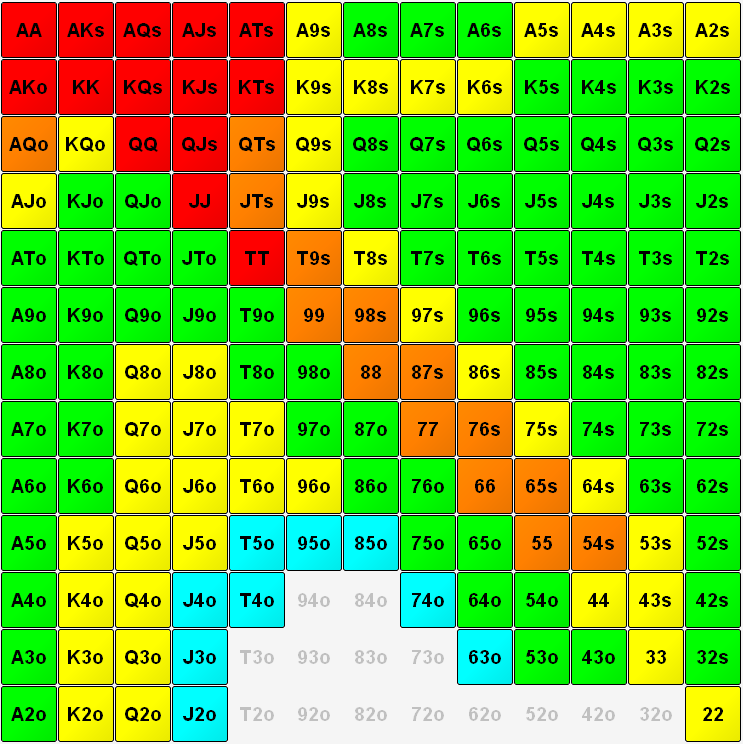 AA AKs AQs AJs ATs A9s A8s A7s A6s A5s A4s A3s A2s
AKo KK KQs KJs KTs K9s K8s K7s K6s K5s K4s K3s K2s
AQo KQo QQ QJs QTs Q9s Q8s Q7s Q6s Q5s Q4s Q3s Q2s
AJo KJo QJo JJ JTs J9s J8s J7s J6s J5s J4s J3s J2s
ATo KTo QTo JTo TT T9s T8s T7s T6s T5s T4s T3s T2s
A9o K9o Q9o J9o T9o 99 98s 97s 96s 95s 94s 93s 92s
A8o K8o Q8o J8o T8o 98o 88 87s 86s 85s 84s 83s 82s
A7o K7o Q7o J7o T7o 97o 87o 77 76s 75s 74s 73s 72s
A6o K6o Q6o J6o T6o 96o 86o 76o 66 65s 64s 63s 62s
A5o K5o Q5o J5o T5o 95o 85o 75o 65o 55 54s 53s 52s
A4o K4o Q4o J4o T4o 94o 84o 74o 64o 54o 44 43s 42s
A3o K3o Q3o J3o T3o 93o 83o 73o 63o 53o 43o 33 32s
A2o K2o Q2o J2o T2o 92o 82o 72o 62o 52o 42o 32o 22